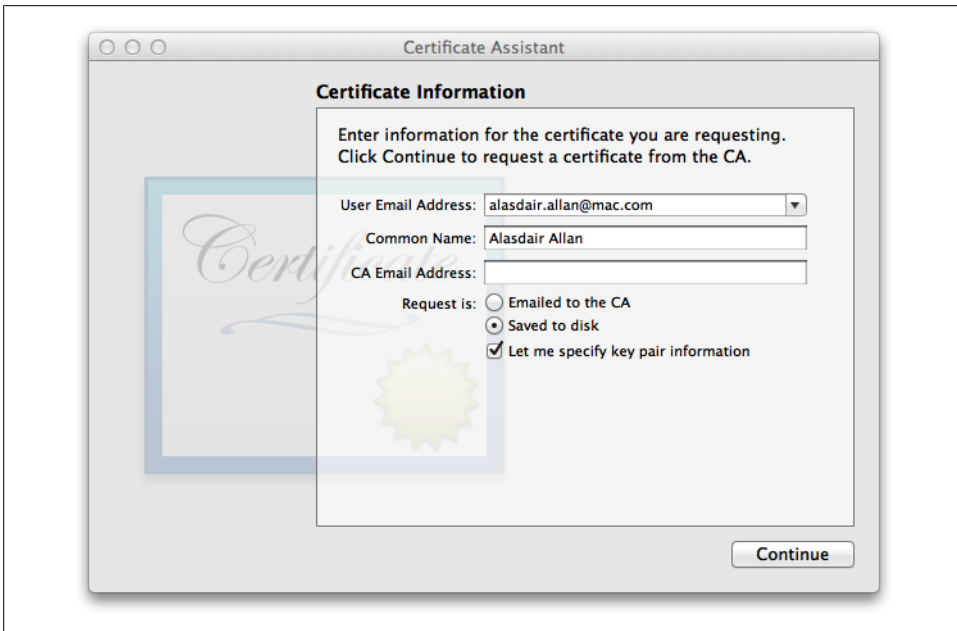 Certificate Assistant
Certificate Information
Enter information for the certificate you are requesting.
Click Continue to request a certificate from the CA.
Certificate
User Email Address: alasdair.allan@mac.com
Common Name: Alasdair Allan
CA Email Address:
Request is: Emailed to the CA
Saved to disk
Let me specify key pair information
Continue